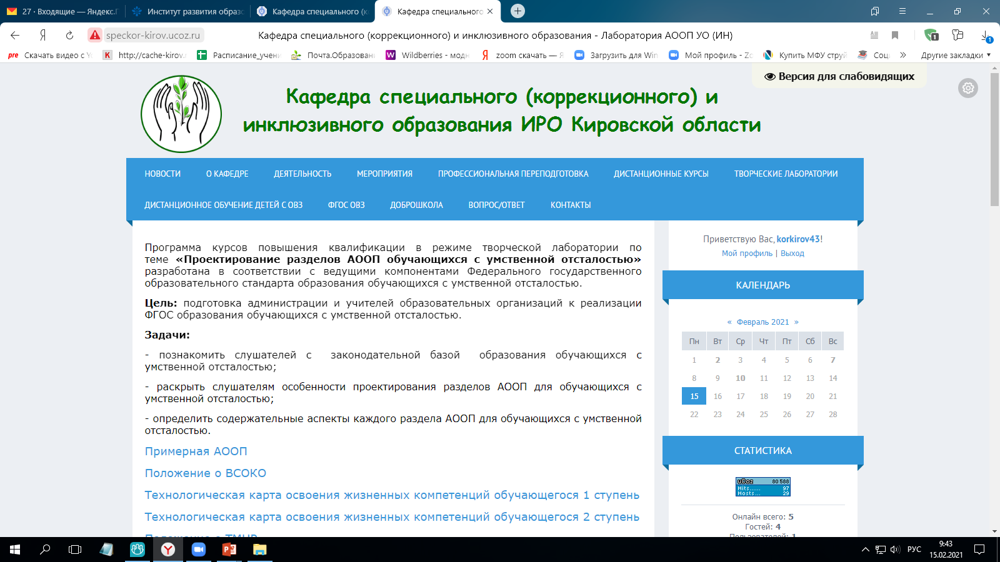 27 · Входящие — Яндекс.П
Институт развития образо
Кафедра специального (ко
Кафедра специального
speckor-kirov.ucoz.ru
Кафедра специального (коррекционного) и инклюзивного образования - Лаборатория АООП УО (ИН)
1
1
pre Скачать видео с Yo
K http://cache-kirov.r
Расписание_учени
Почта.Образовани
W Wildberries - модн
Я zoom скачать — Я
Загрузить для Win
Мой профиль - Zo
Купить МФУ струй
Соц
Другие закладки
Версия для слабовидящих
Кафедра специального (коррекционного) и
инклюзивного образования ИРО Кировской области
НОВОСТИ О КАФЕДРЕ ДЕЯТЕЛЬНОСТЬ МЕРОПРИЯТИЯ ПРОФЕССИОНАЛЬНАЯ ПЕРЕПОДГОТОВКА ДИСТАНЦИОННЫЕ КУРСЫ ТВОРЧЕСКИЕ ЛАБОРАТОРИИ
ДИСТАНЦИОННОЕ ОБУЧЕНИЕ ДЕТЕЙ С ОВЗ ФГОС ОВЗ ДОБРОШКОЛА ВОПРОС/ОТВЕТ КОНТАКТЫ
Программа курсов повышения квалификации в режиме творческой лаборатории по
теме «Проектирование разделов АООП обучающихся с умственной отсталостью»
разработана в соответствии с ведущими компонентами Федерального государственного
образовательного стандарта образования обучающихся с умственной отсталостью.
Цель: подготовка администрации и учителей образовательных организаций к реализации
ФГОС образования обучающихся с умственной отсталостью.
Задачи:
- познакомить слушателей с законодательной базой образования обучающихся с
умственной отсталостью;
- раскрыть слушателям особенности проектирования разделов АООП для обучающихся с
умственной отсталостью;
- определить содержательные аспекты каждого раздела АООП для обучающихся с умственной
отсталостью.
Примерная АООП
Положение о ВСОКО
Технологическая карта освоения жизненных компетенций обучающегося 1 ступень
Технологическая карта освоения жизненных компетенций обучающегося 2 ступень
Положение о ТМНР
Приветствую Вас, korkirov43!
Мой профиль | Выход
КАЛЕНДАРЬ
« Февраль 2021 »
Пн Вт Ср Чт Пт Сб Вс
1 2 3 4 5 6 7
8 9 10 11 12 13 14
15 16 17 18 19 20 21
22 23 24 25 26 27 28
СТАТИСТИКА
uCoz 80 588
Hits..... 97
Hosts... 29
Онлайн всего: 5
Гостей: 4
Пользователей: 1
РУС
9:43
15.02.2021